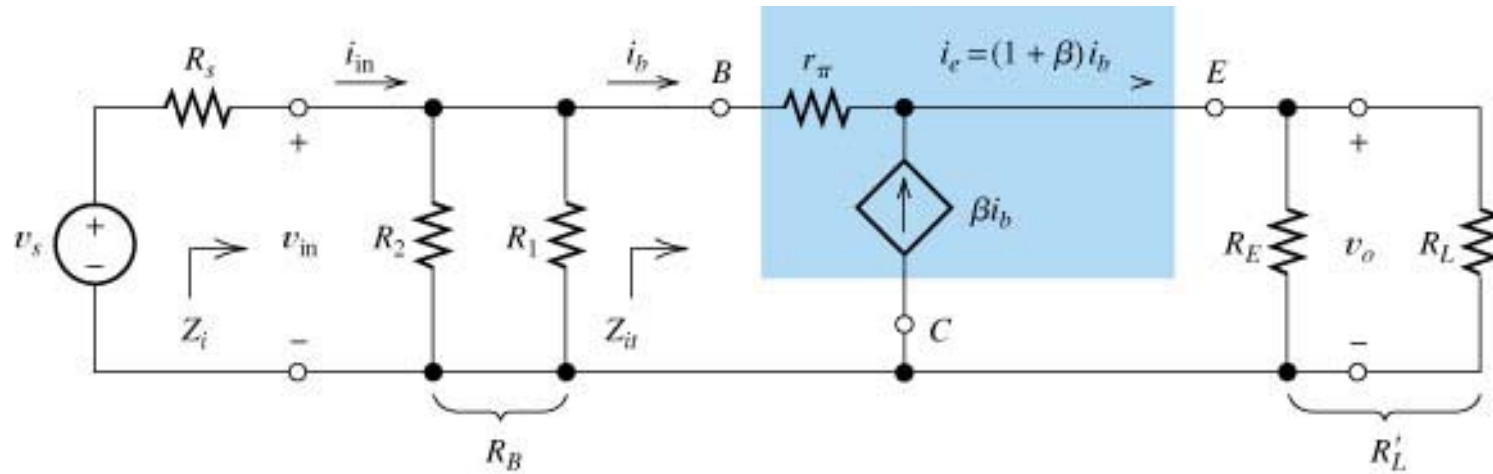 R_s
i_in
i_b
B
r_π
i_e = (1 + β) i_b
E
+
+
v_s
+
−
v_in
R_2
R_1
βi_b
R_E
v_o
R_L
Z_i
Z_it
C
−
−
R_B
R'_L